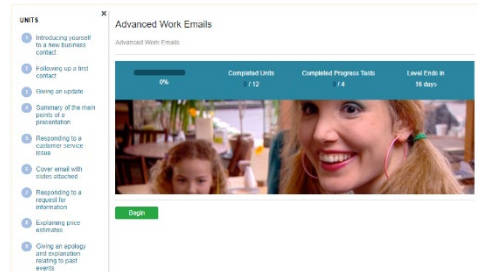 UNITS
×
Introducing yourself
to a new business
contact
Following up a first
contact
Giving an update
Summary of the main
points of a
presentation
Responding to a
customer service
issue
Cover email with
slides attached
Responding to a
request for
information
Explaining price
estimates
Giving an apology
and explanation
relating to past
events
Advanced Work Emails
Advanced Work Emails
0%
Completed Units
/ 12
Completed Progress Tests
/ 4
Level Ends in
16 days
Begin